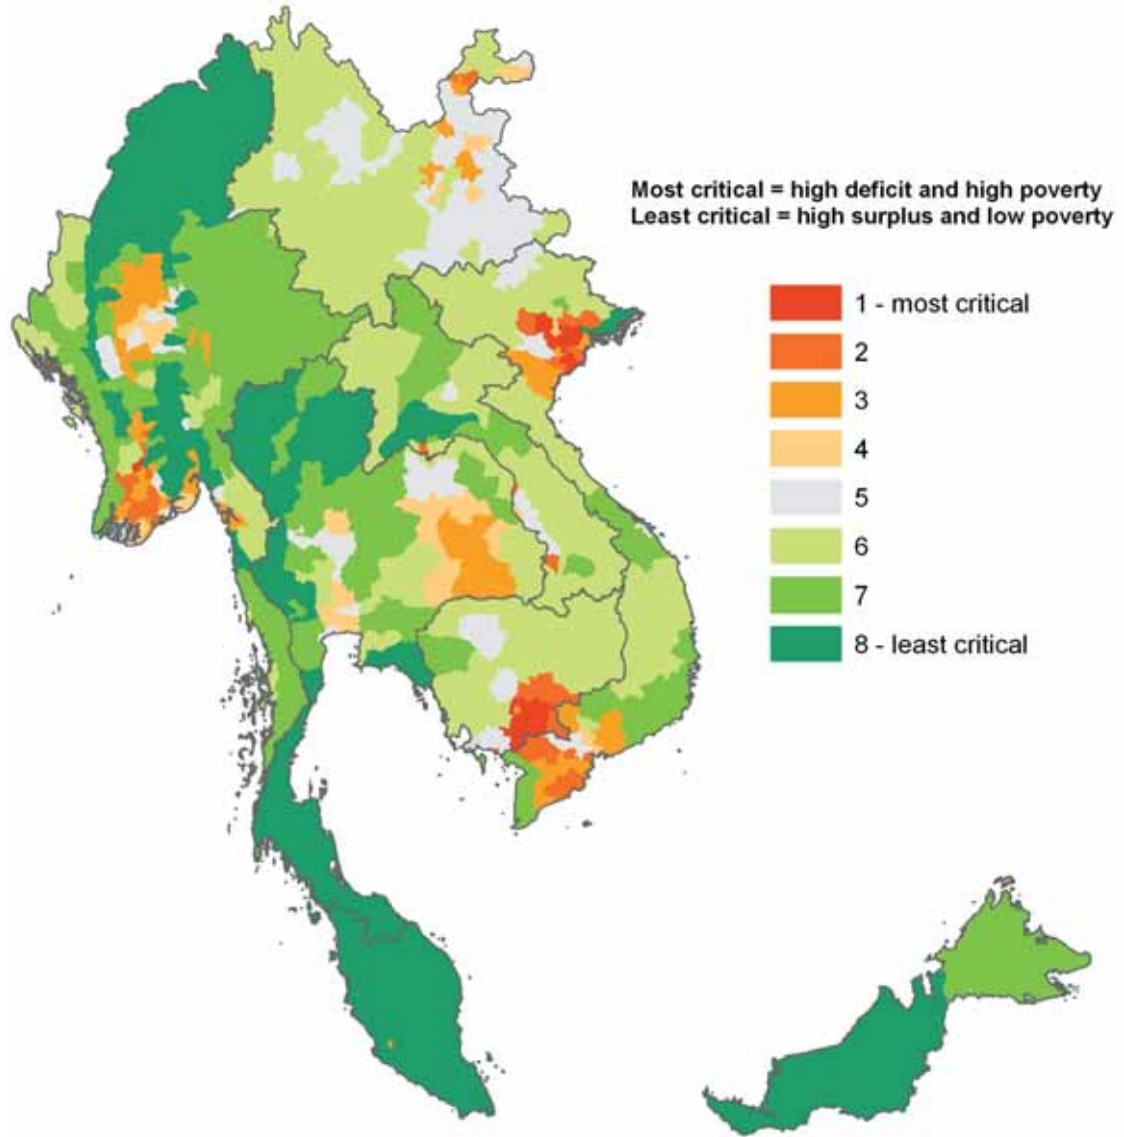 Most critical = high deficit and high poverty
Least critical = high surplus and low poverty
1 - most critical
2
3
4
5
6
7
8 - least critical